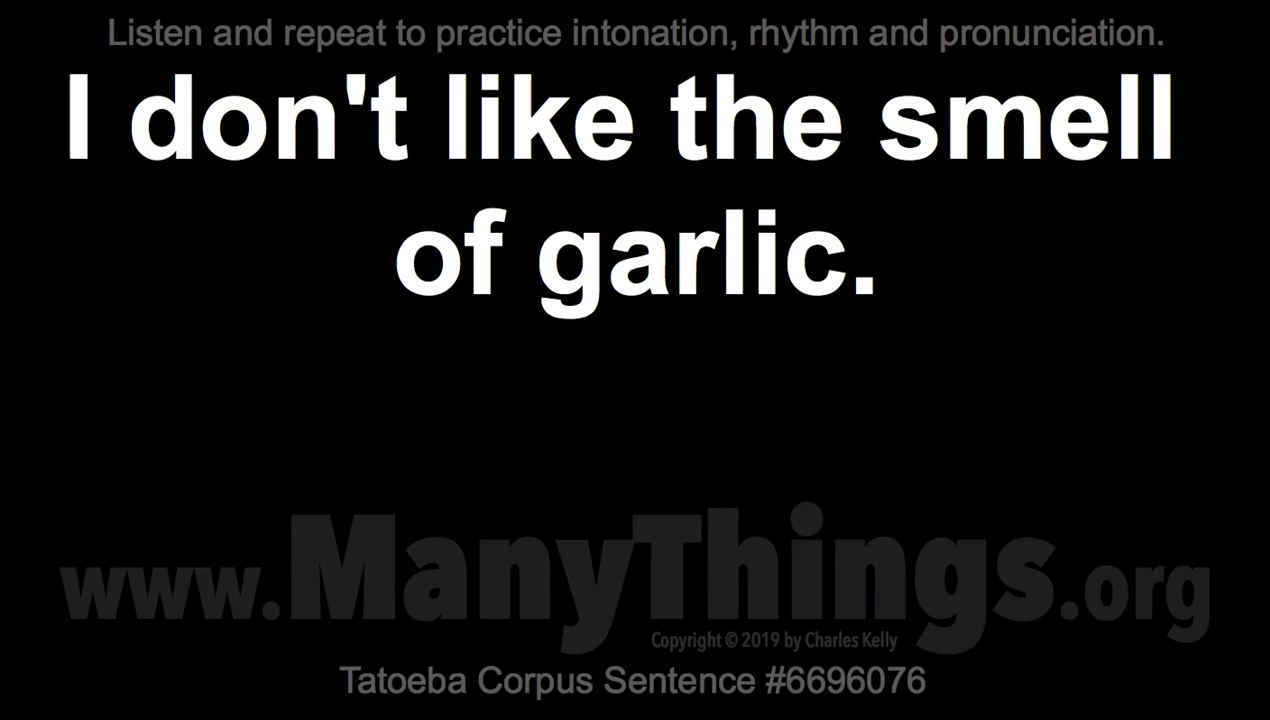 Listen and repeat to practice intonation, rhythm and pronunciation.
I don't like the smell
of garlic.
www.ManyThings.org
Copyright © 2019 by Charles Kelly
Tatoeba Corpus Sentence #6696076